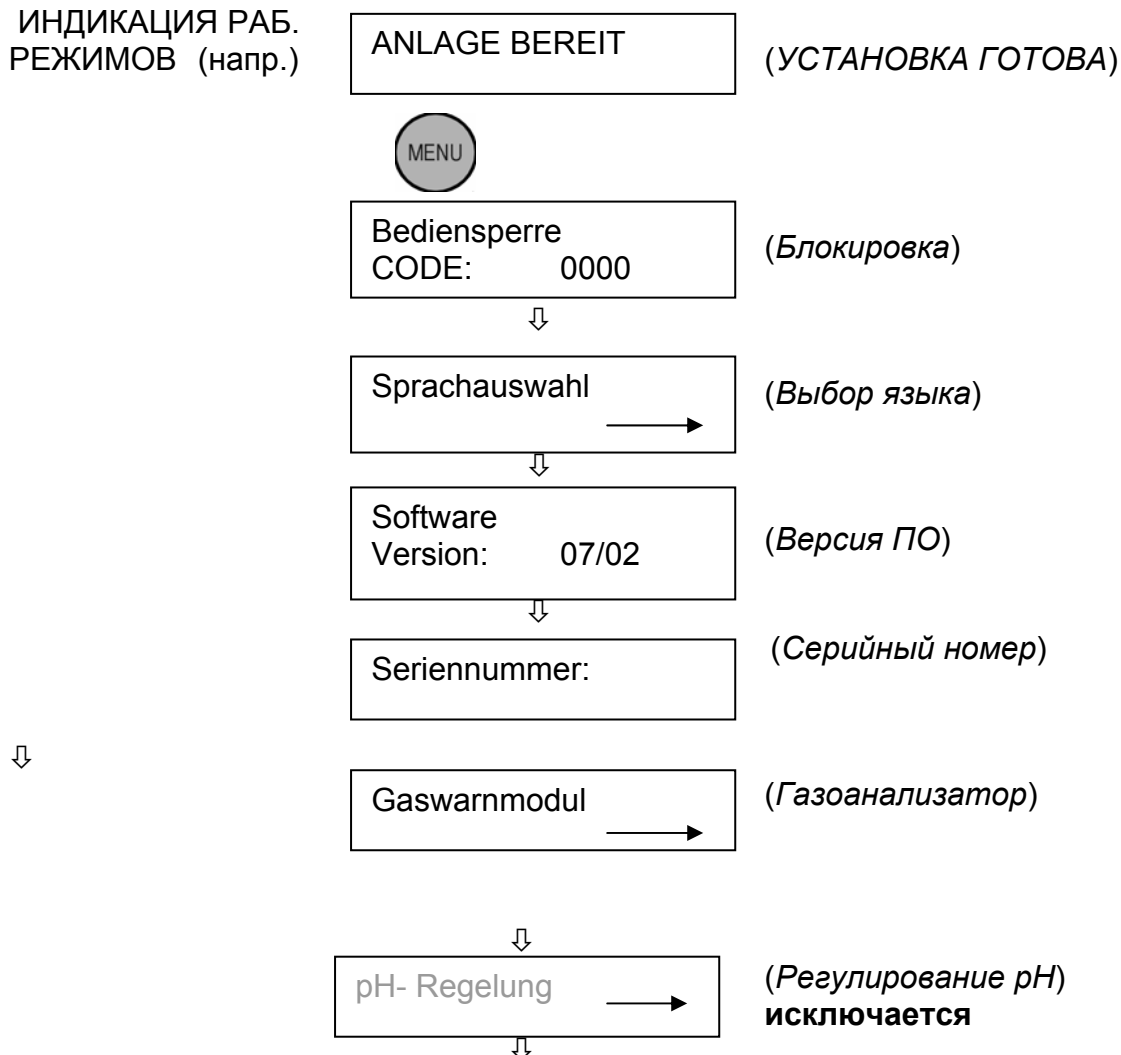 ИНДИКАЦИЯ РАБ.
РЕЖИМОВ (напр.)
ANLAGE BEREIT
(УСТАНОВКА ГОТОВА)
MENU
Bediensperre
CODE: 0000
(Блокировка)
⇩
Sprachauswahl
(Выбор языка)
⇩
Software
Version: 07/02
(Версия ПО)
⇩
Seriennummer:
(Серийный номер)
⇩
Gaswarnmodul
(Газоанализатор)
⇩
pH- Regelung
(Регулирование pH)
исключается
⇩